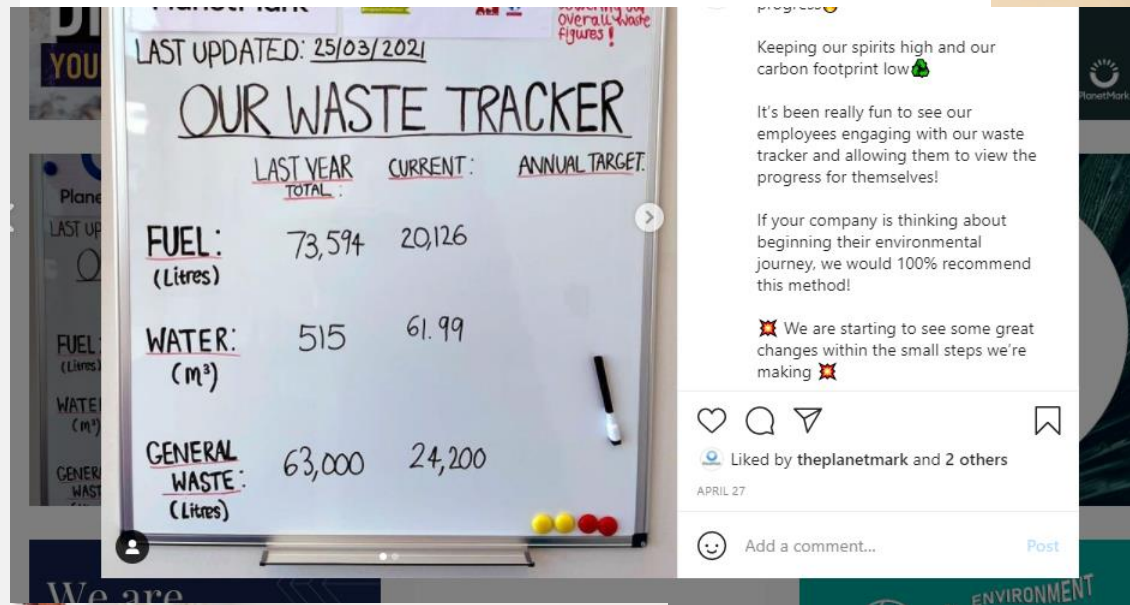 PlanetMark
overall waste
figures!
LAST UPDATED: 25/03/2021
OUR WASTE TRACKER
LAST YEAR TOTAL: CURRENT: ANNUAL TARGET:
FUEL: 73,594 20,126
(Litres)
WATER: 515 61.99
(m³)
GENERAL WASTE: 63,000 24,200
(Litres)
progress
Keeping our spirits high and our
carbon footprint low♻
It's been really fun to see our
employees engaging with our waste
tracker and allowing them to view the
progress for themselves!
If your company is thinking about
beginning their environmental
journey, we would 100% recommend
this method!
💥 We are starting to see some great
changes within the small steps we're
making 💥
Liked by theplanetmark and 2 others
APRIL 27
Add a comment...
Post
YOU
Plane
LAST UP
FUEL
(Litres)
WATE
(m³)
GENER
WAST
We are
PlanetMark
ENVIRONMENT